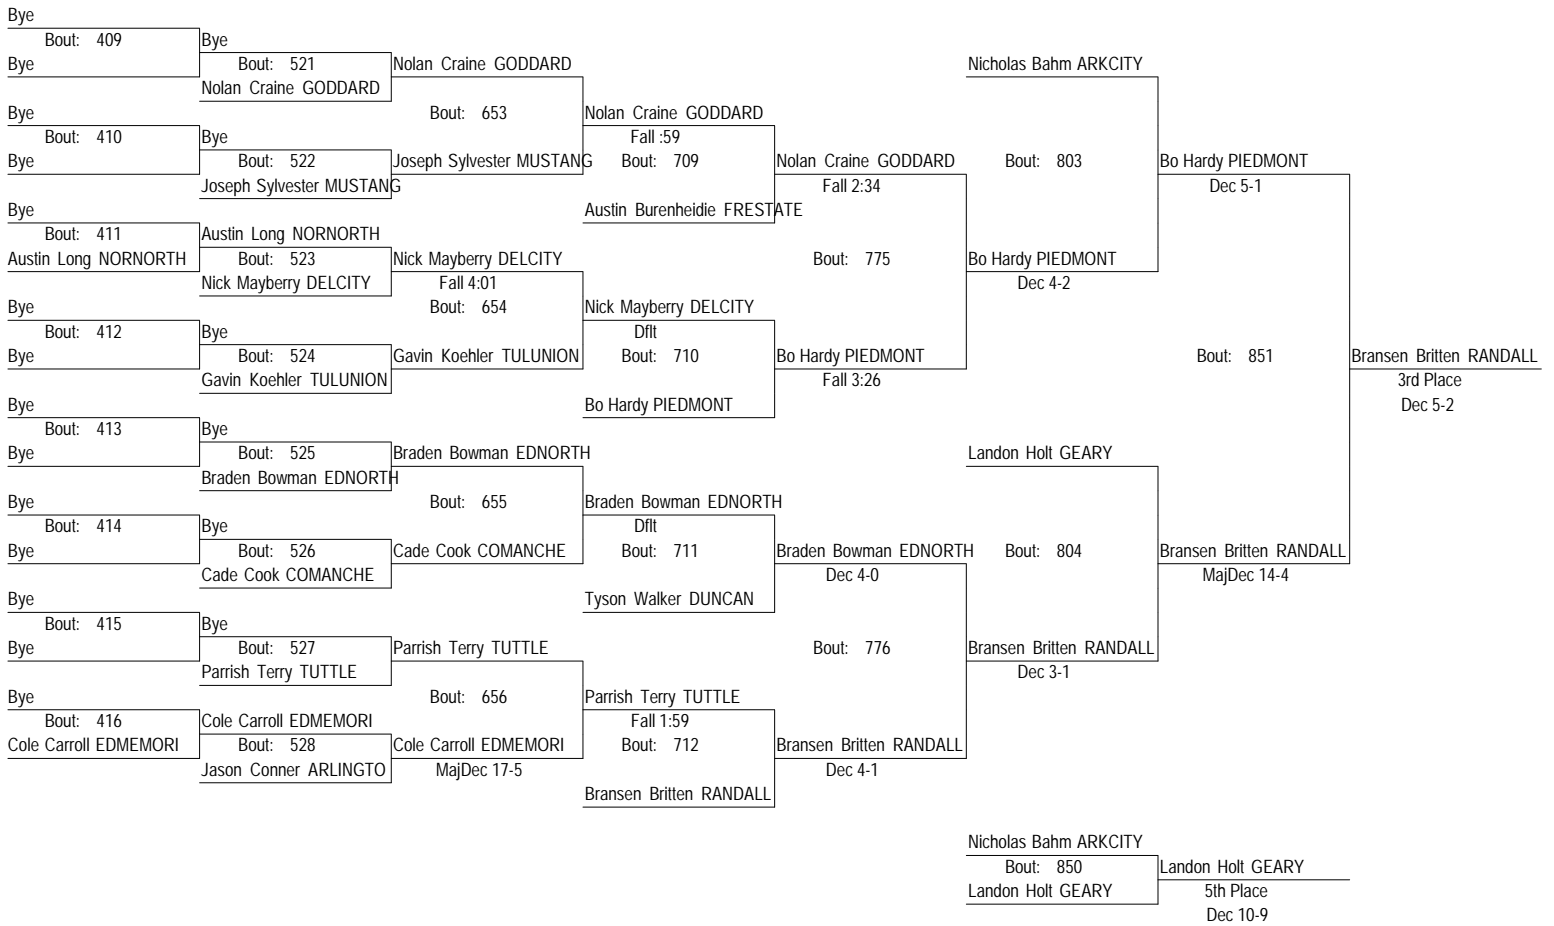 Bye
Bout: 409
Bye
Bye
Bout: 410
Bye
Bye
Bout: 411
Austin Long NORNORTH
Bye
Bout: 412
Bye
Bye
Bout: 413
Bye
Bye
Bout: 414
Bye
Bye
Bout: 415
Bye
Bye
Bout: 416
Cole Carroll EDMEMORI
Bye
Bout: 521
Nolan Craine GODDARD
Bye
Bout: 522
Joseph Sylvester MUSTANG
Austin Long NORNORTH
Bout: 523
Nick Mayberry DELCITY
Bye
Bout: 524
Gavin Koehler TULUNION
Bye
Bout: 525
Braden Bowman EDNORTH
Bye
Bout: 526
Cade Cook COMANCHE
Bye
Bout: 527
Parrish Terry TUTTLE
Cole Carroll EDMEMORI
Bout: 528
Jason Conner ARLINGTO
Nolan Craine GODDARD
Bout: 653
Joseph Sylvester MUSTANG
Nick Mayberry DELCITY
Fall 4:01
Bout: 654
Gavin Koehler TULUNION
Braden Bowman EDNORTH
Bout: 655
Cade Cook COMANCHE
Parrish Terry TUTTLE
Bout: 656
Cole Carroll EDMEMORI
MajDec 17-5
Nolan Craine GODDARD
Fall :59
Bout: 709
Austin Burenheidie FRESTATE
Nick Mayberry DELCITY
Dflt
Bout: 710
Bo Hardy PIEDMONT
Braden Bowman EDNORTH
Dflt
Bout: 711
Tyson Walker DUNCAN
Parrish Terry TUTTLE
Fall 1:59
Bout: 712
Bransen Britten RANDALL
Nolan Craine GODDARD
Fall 2:34
Bout: 775
Bo Hardy PIEDMONT
Fall 3:26
Braden Bowman EDNORTH
Dec 4-0
Bout: 776
Bransen Britten RANDALL
Dec 4-1
Nicholas Bahm ARKCITY
Bout: 803
Bo Hardy PIEDMONT
Dec 4-2
Landon Holt GEARY
Bout: 804
Bransen Britten RANDALL
Dec 3-1
Bo Hardy PIEDMONT
Dec 5-1
Bout: 851
Bransen Britten RANDALL
MajDec 14-4
Bransen Britten RANDALL
3rd Place
Dec 5-2
Nicholas Bahm ARKCITY
Bout: 850
Landon Holt GEARY
Landon Holt GEARY
5th Place
Dec 10-9